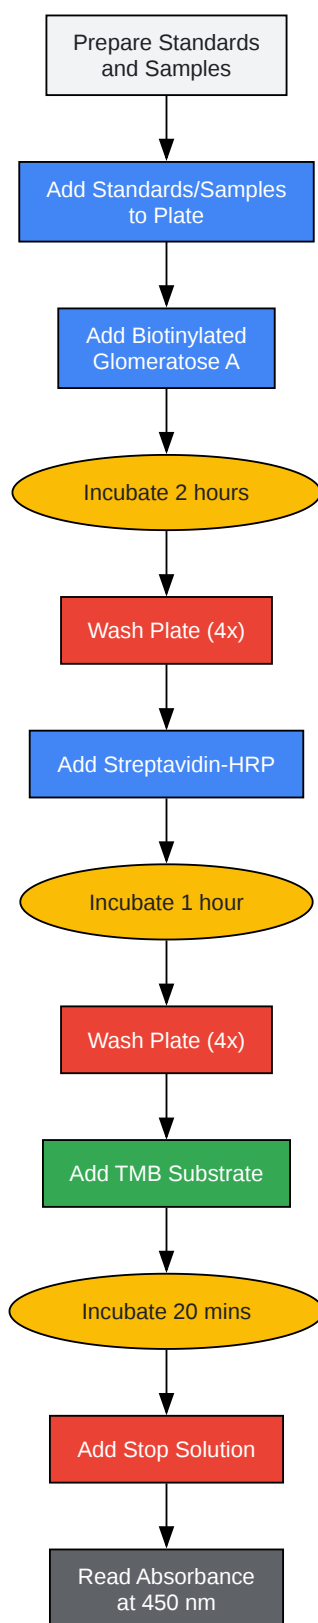 Prepare Standards
and Samples
Add Standards/Samples
to Plate
Add Biotinylated
Glomeratose A
Incubate 2 hours
Wash Plate (4x)
Add Streptavidin-HRP
Incubate 1 hour
Wash Plate (4x)
Add TMB Substrate
Incubate 20 mins
Add Stop Solution
Read Absorbance
at 450 nm